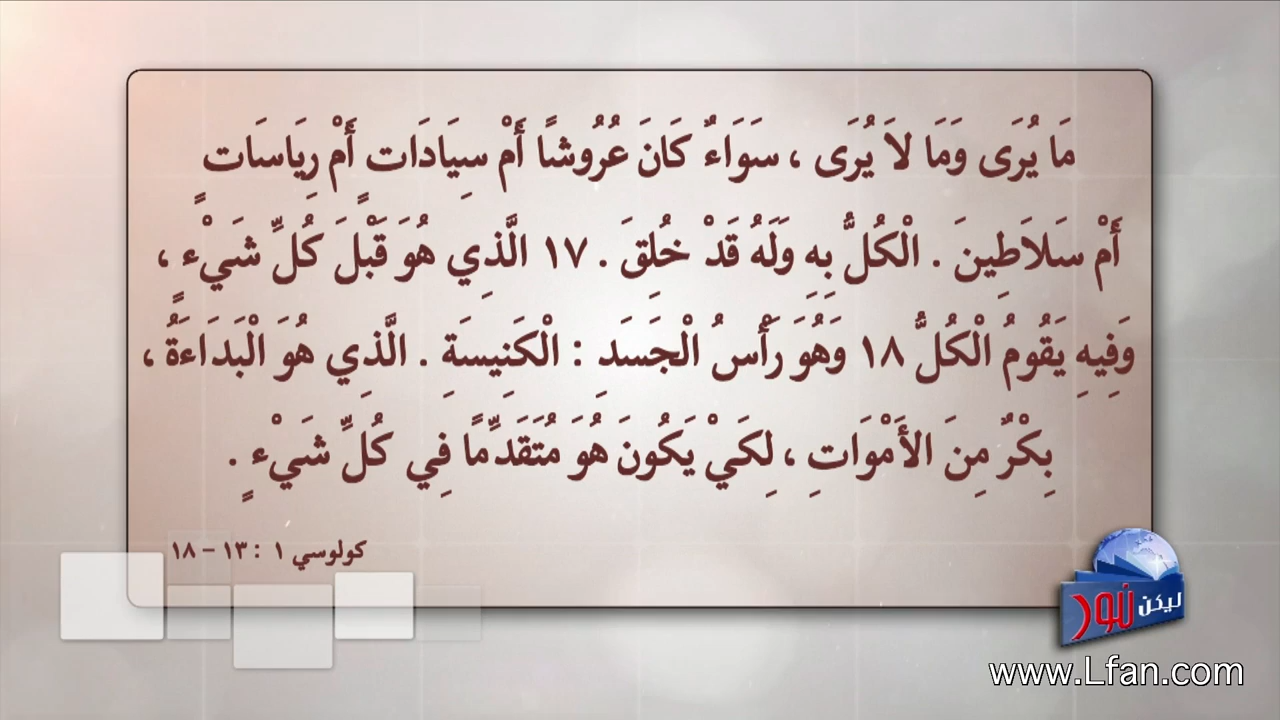 مَا يُرَى وَمَا لاَ يُرَى ، سَوَاءٌ كَانَ عُرُوشًا أَمْ سِيَادَاتٍ أَمْ رِيَاسَاتٍ
أَمْ سَلاَطِينَ . الْكُلُّ بِهِ وَلَهُ قَدْ خُلِقَ . ١٧ الَّذِي هُوَ قَبْلَ كُلِّ شَيْءٍ ،
وَفِيهِ يَقُومُ الْكُلُّ ١٨ وَهُوَ رَأْسُ الْجَسَدِ : الْكَنِيسَةِ . الَّذِي هُوَ الْبَدَاءَةُ ،
بِكْرٌ مِنَ الأَمْوَاتِ ، لِكَيْ يَكُونَ هُوَ مُتَقَدِّمًا فِي كُلِّ شَيْءٍ .
كولوسي ١ : ١٣ – ١٨
ليكن نور
www.Lfan.com